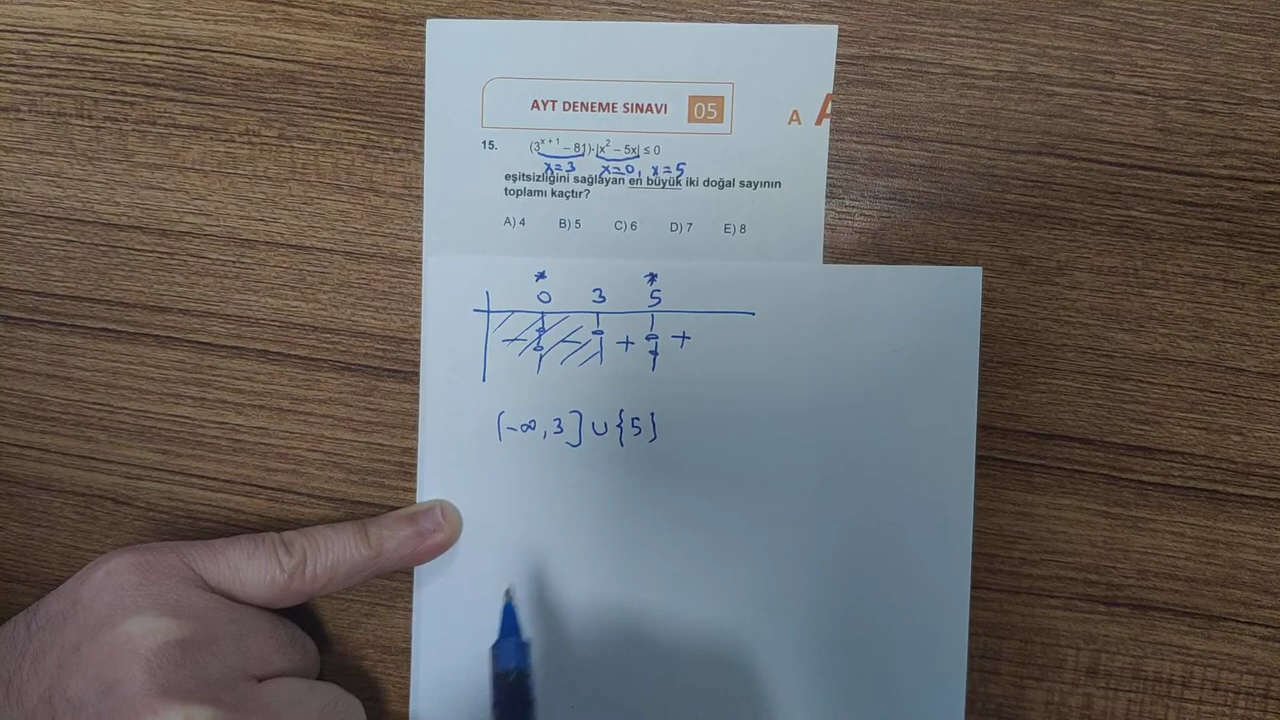 AYT DENEME SINAVI 05
A A
15. (3^{x+1} − 81)·|x² − 5x| ≤ 0
x=3 x=0, x=5
eşitsizliğini sağlayan en büyük iki doğal sayının
toplamı kaçtır?
A) 4 B) 5 C) 6 D) 7 E) 8
* *
0 3 5
− − + +
(-∞, 3] ∪ {5}